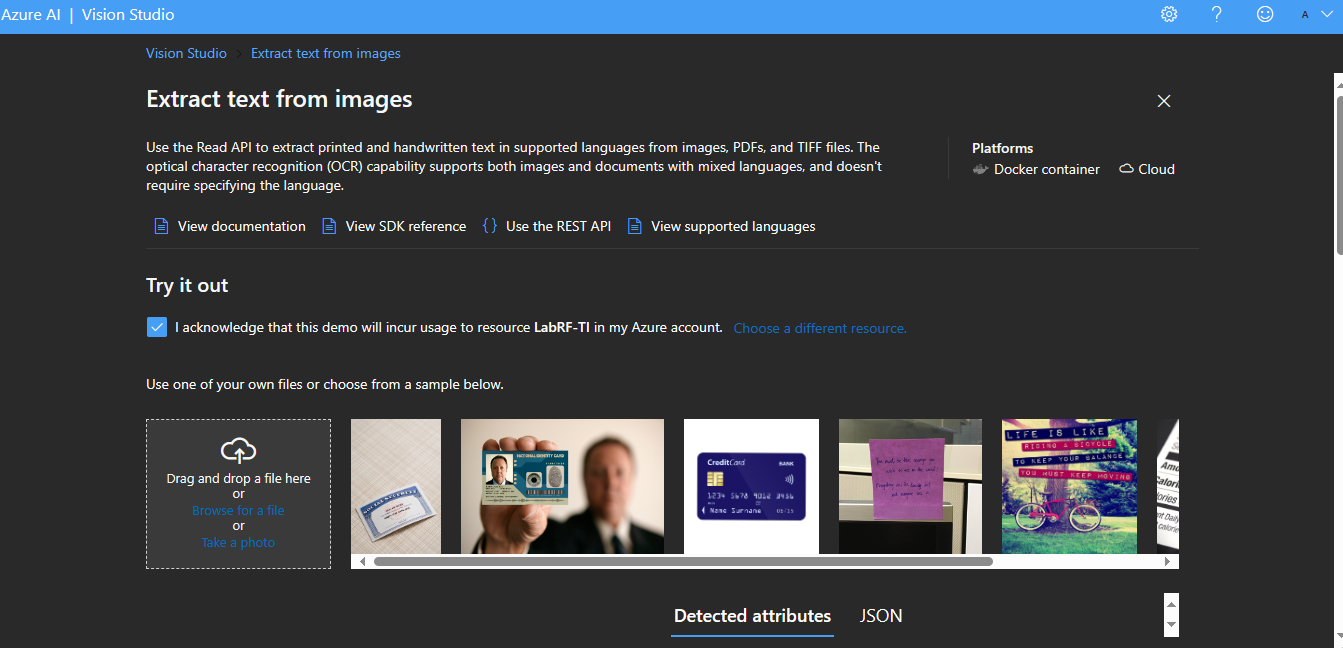 Azure AI | Vision Studio
A
Vision Studio > Extract text from images
Extract text from images
Use the Read API to extract printed and handwritten text in supported languages from images, PDFs, and TIFF files. The
optical character recognition (OCR) capability supports both images and documents with mixed languages, and doesn't
require specifying the language.
Platforms
Docker container Cloud
View documentation View SDK reference {} Use the REST API View supported languages
Try it out
I acknowledge that this demo will incur usage to resource LabRF-TI in my Azure account. Choose a different resource.
Use one of your own files or choose from a sample below.
Drag and drop a file here
or
Browse for a file
or
Take a photo
SOCIAL SECURITY
NATIONAL IDENTITY CARD
CreditCard BANK
1234 5678 9012 3456
Name Surname 06/15
LIFE IS LIKE
RIDING A BICYCLE
TO KEEP YOUR BALANCE
YOU MUST KEEP MOVING
Detected attributes JSON